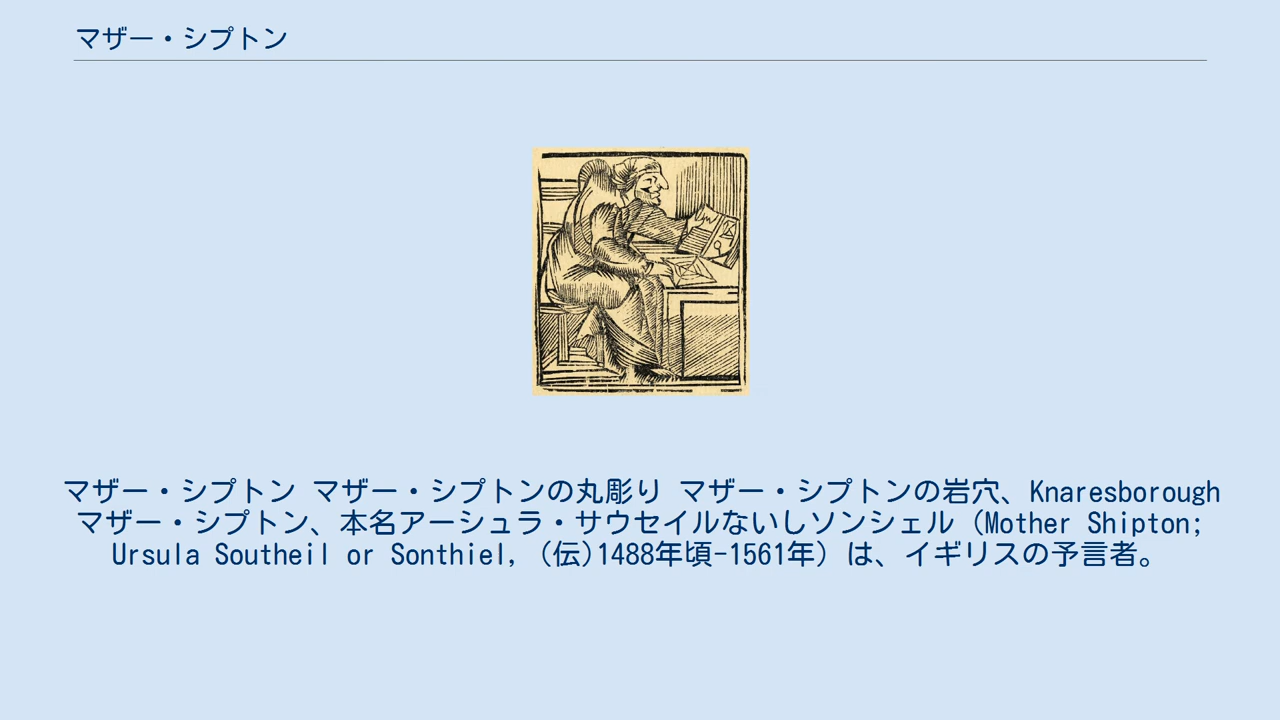 マザー・シプトン
マザー・シプトン マザー・シプトンの丸彫り マザー・シプトンの岩穴、Knaresborough
マザー・シプトン、本名アーシュラ・サウセイルないしソンシェル（Mother Shipton;
Ursula Southeil or Sonthiel, (伝)1488年頃-1561年）は、イギリスの予言者。